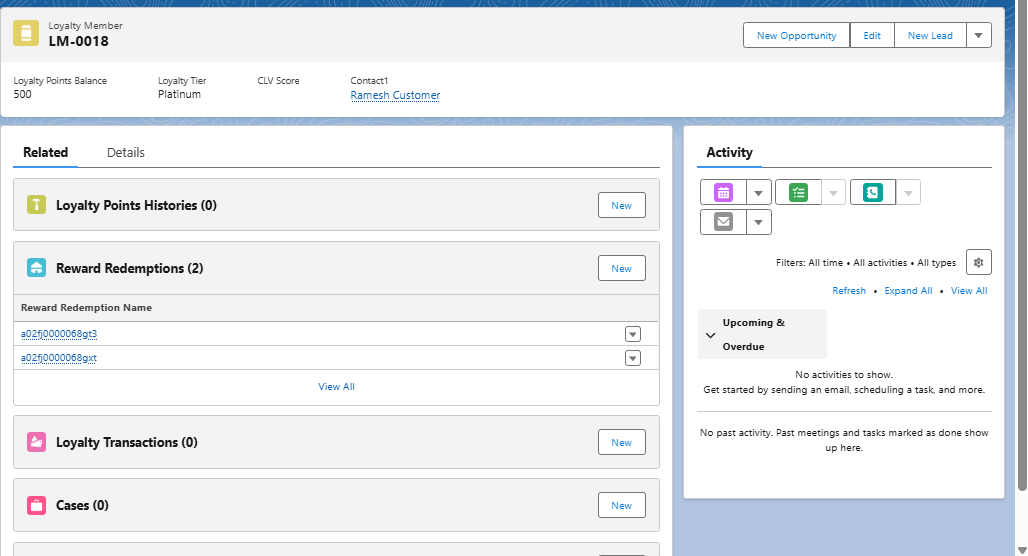 Loyalty Member
LM-0018
New Opportunity
Edit
New Lead
Loyalty Points Balance
500
Loyalty Tier
Platinum
CLV Score
Contact1
Ramesh Customer
Related
Details
Loyalty Points Histories (0)
New
Reward Redemptions (2)
New
Reward Redemption Name
a02fj0000068gt3
a02fj0000068gxt
View All
Loyalty Transactions (0)
New
Cases (0)
New
Activity
Filters: All time • All activities • All types
Refresh • Expand All • View All
Upcoming &
Overdue
No activities to show.
Get started by sending an email, scheduling a task, and more.
No past activity. Past meetings and tasks marked as done show
up here.